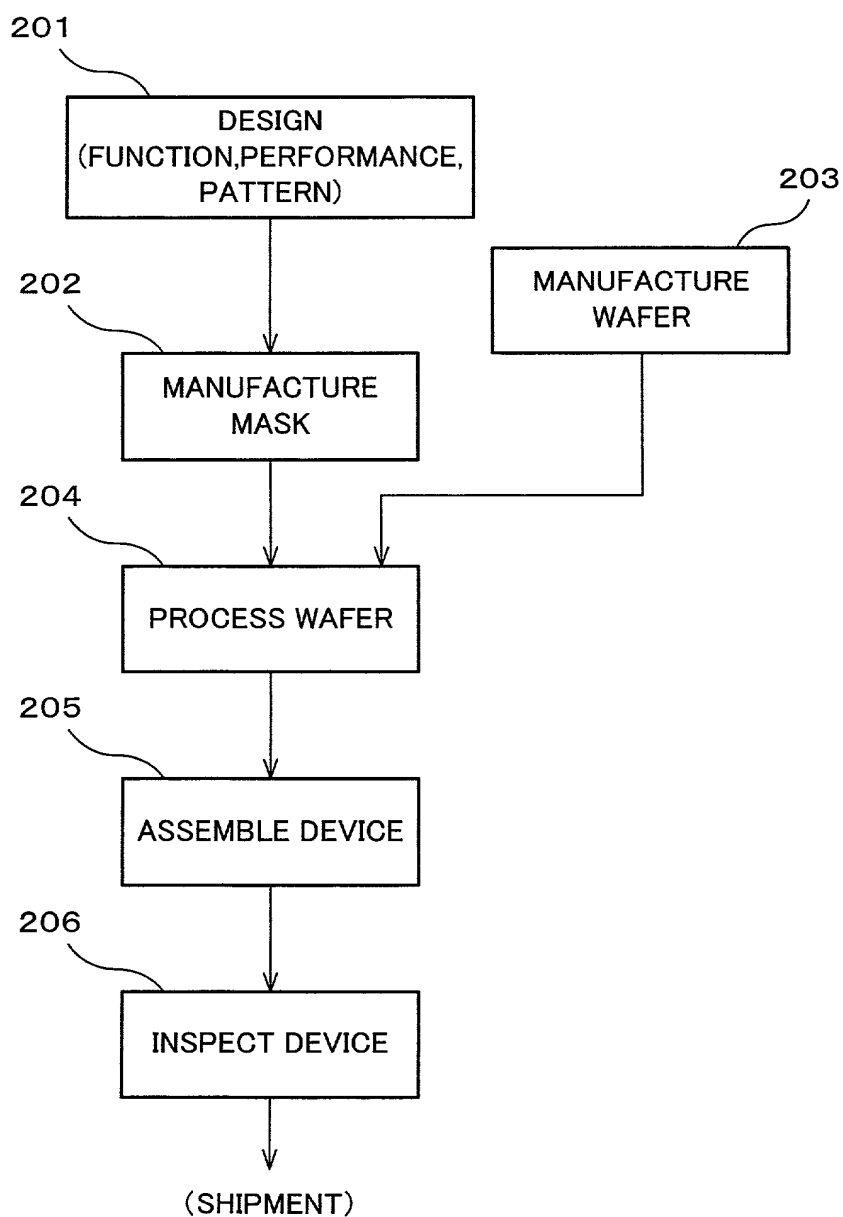 201
DESIGN
(FUNCTION,PERFORMANCE,
PATTERN)
203
MANUFACTURE
WAFER
202
MANUFACTURE
MASK
204
PROCESS WAFER
205
ASSEMBLE DEVICE
206
INSPECT DEVICE
(SHIPMENT)